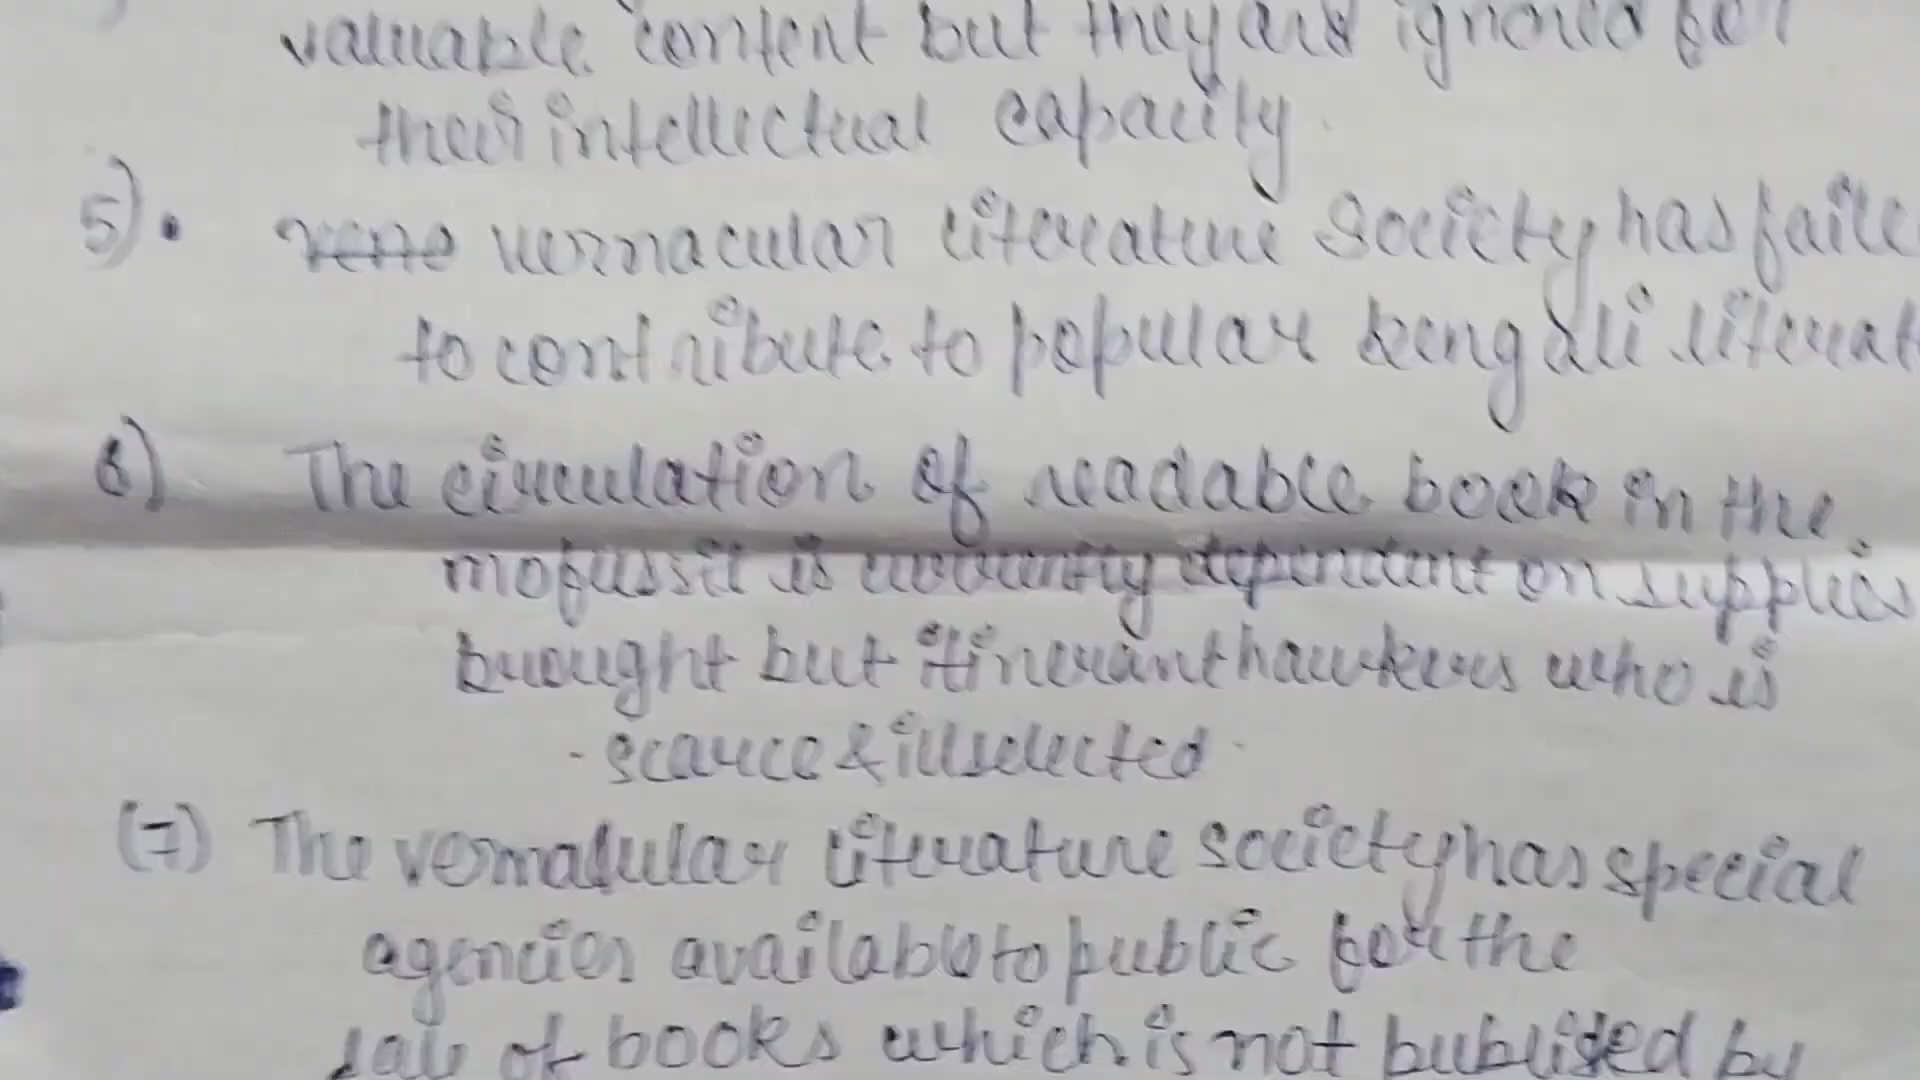 valuable content but they are ignored for
their intellectual capacity.
5). vernacular literature Society has faile
to contribute to popular bengali literat
6) The circulation of readable book in the
mofussil is dependent on supplies
brought but itinerant hawkers who is
- scarce & illselected -
(7) The vernacular literature society has special
agencies available to public for the
sale of books which is not bublised by